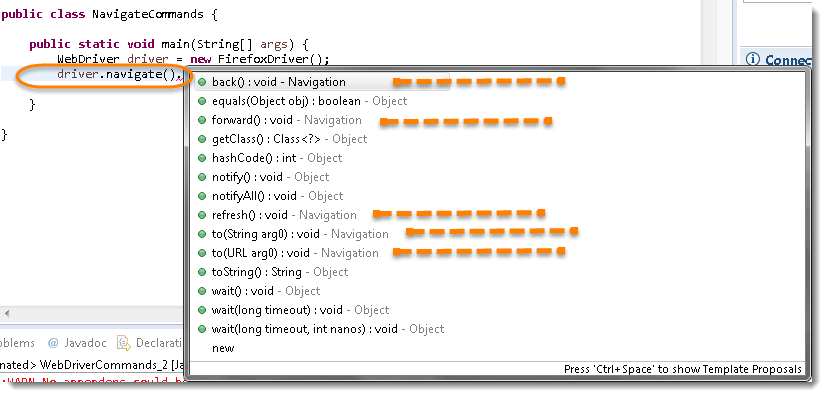 public class NavigateCommands {
public static void main(String[] args) {
WebDriver driver = new FirefoxDriver();
driver.navigate().
}
}
Connec
back() : void - Navigation
equals(Object obj) : boolean - Object
forward() : void - Navigation
getClass() : Class<?> - Object
hashCode() : int - Object
notify() : void - Object
notifyAll() : void - Object
refresh() : void - Navigation
to(String arg0) : void - Navigation
to(URL arg0) : void - Navigation
toString() : String - Object
wait() : void - Object
wait(long timeout) : void - Object
wait(long timeout, int nanos) : void - Object
new
Press 'Ctrl+Space' to show Template Proposals
oblems @ Javadoc Declarati
nated> WebDriverCommands_2 [Ja
:WARN No appenders could be